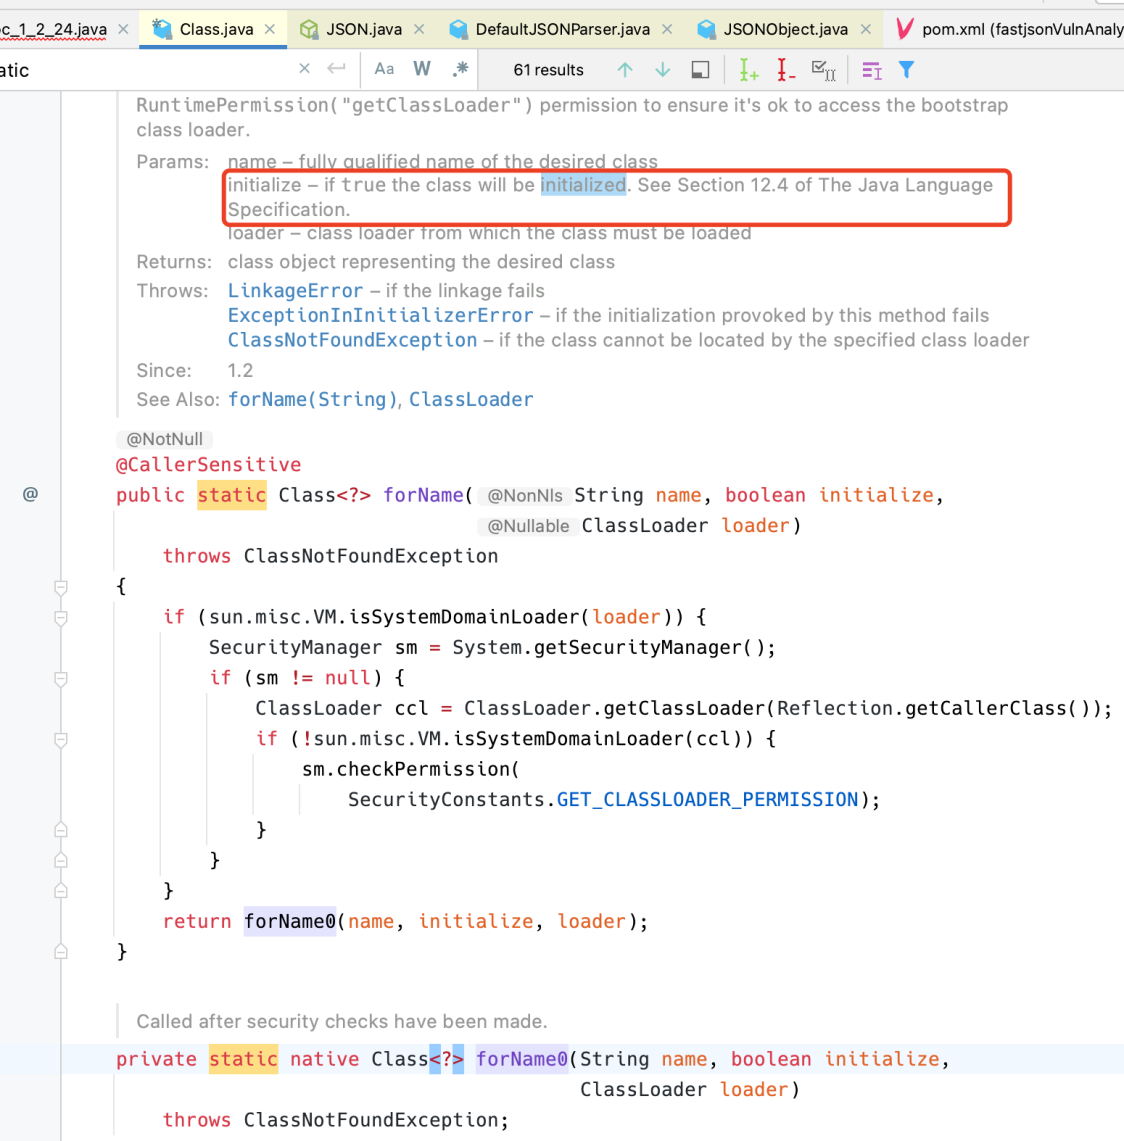 oc_1_2_24.java Class.java JSON.java DefaultJSONParser.java JSONObject.java pom.xml (fastjsonVulnAnaly
atic Aa W .* 61 results
RuntimePermission("getClassLoader") permission to ensure it's ok to access the bootstrap
class loader.
Params: name – fully qualified name of the desired class
initialize – if true the class will be initialized. See Section 12.4 of The Java Language
Specification.
loader – class loader from which the class must be loaded
Returns: class object representing the desired class
Throws: LinkageError – if the linkage fails
ExceptionInInitializerError – if the initialization provoked by this method fails
ClassNotFoundException – if the class cannot be located by the specified class loader
Since: 1.2
See Also: forName(String), ClassLoader
@NotNull
@CallerSensitive
@ public static Class<?> forName( @NonNls String name, boolean initialize,
@Nullable ClassLoader loader)
throws ClassNotFoundException
{
if (sun.misc.VM.isSystemDomainLoader(loader)) {
SecurityManager sm = System.getSecurityManager();
if (sm != null) {
ClassLoader ccl = ClassLoader.getClassLoader(Reflection.getCallerClass());
if (!sun.misc.VM.isSystemDomainLoader(ccl)) {
sm.checkPermission(
SecurityConstants.GET_CLASSLOADER_PERMISSION);
}
}
}
return forName0(name, initialize, loader);
}
Called after security checks have been made.
private static native Class<?> forName0(String name, boolean initialize,
ClassLoader loader)
throws ClassNotFoundException;